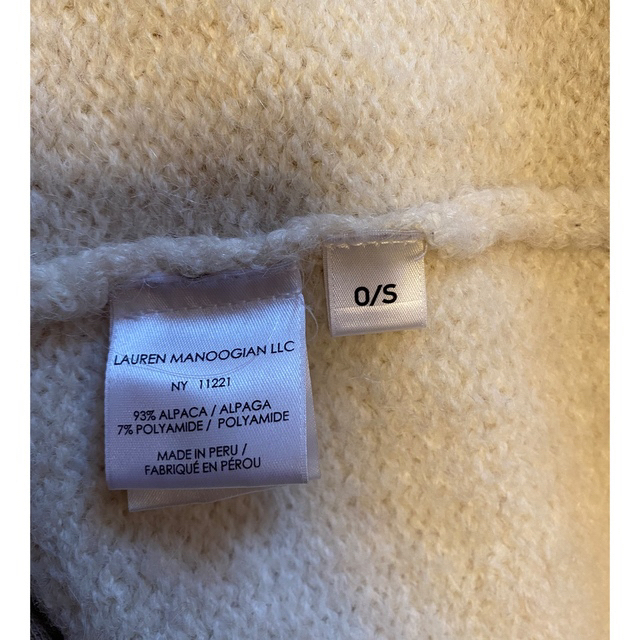 LAUREN MANOOGIAN LLC
NY 11221
93% ALPACA / ALPAGA
7% POLYAMIDE / POLYAMIDE
MADE IN PERU /
FABRIQUÉ EN PÉROU
O/S